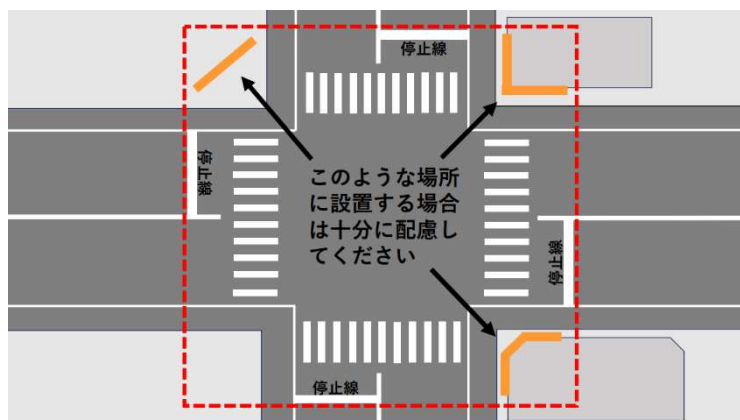 停止線
停止線
このような場所
に設置する場合
は十分に配慮し
てください
停止線
停止線